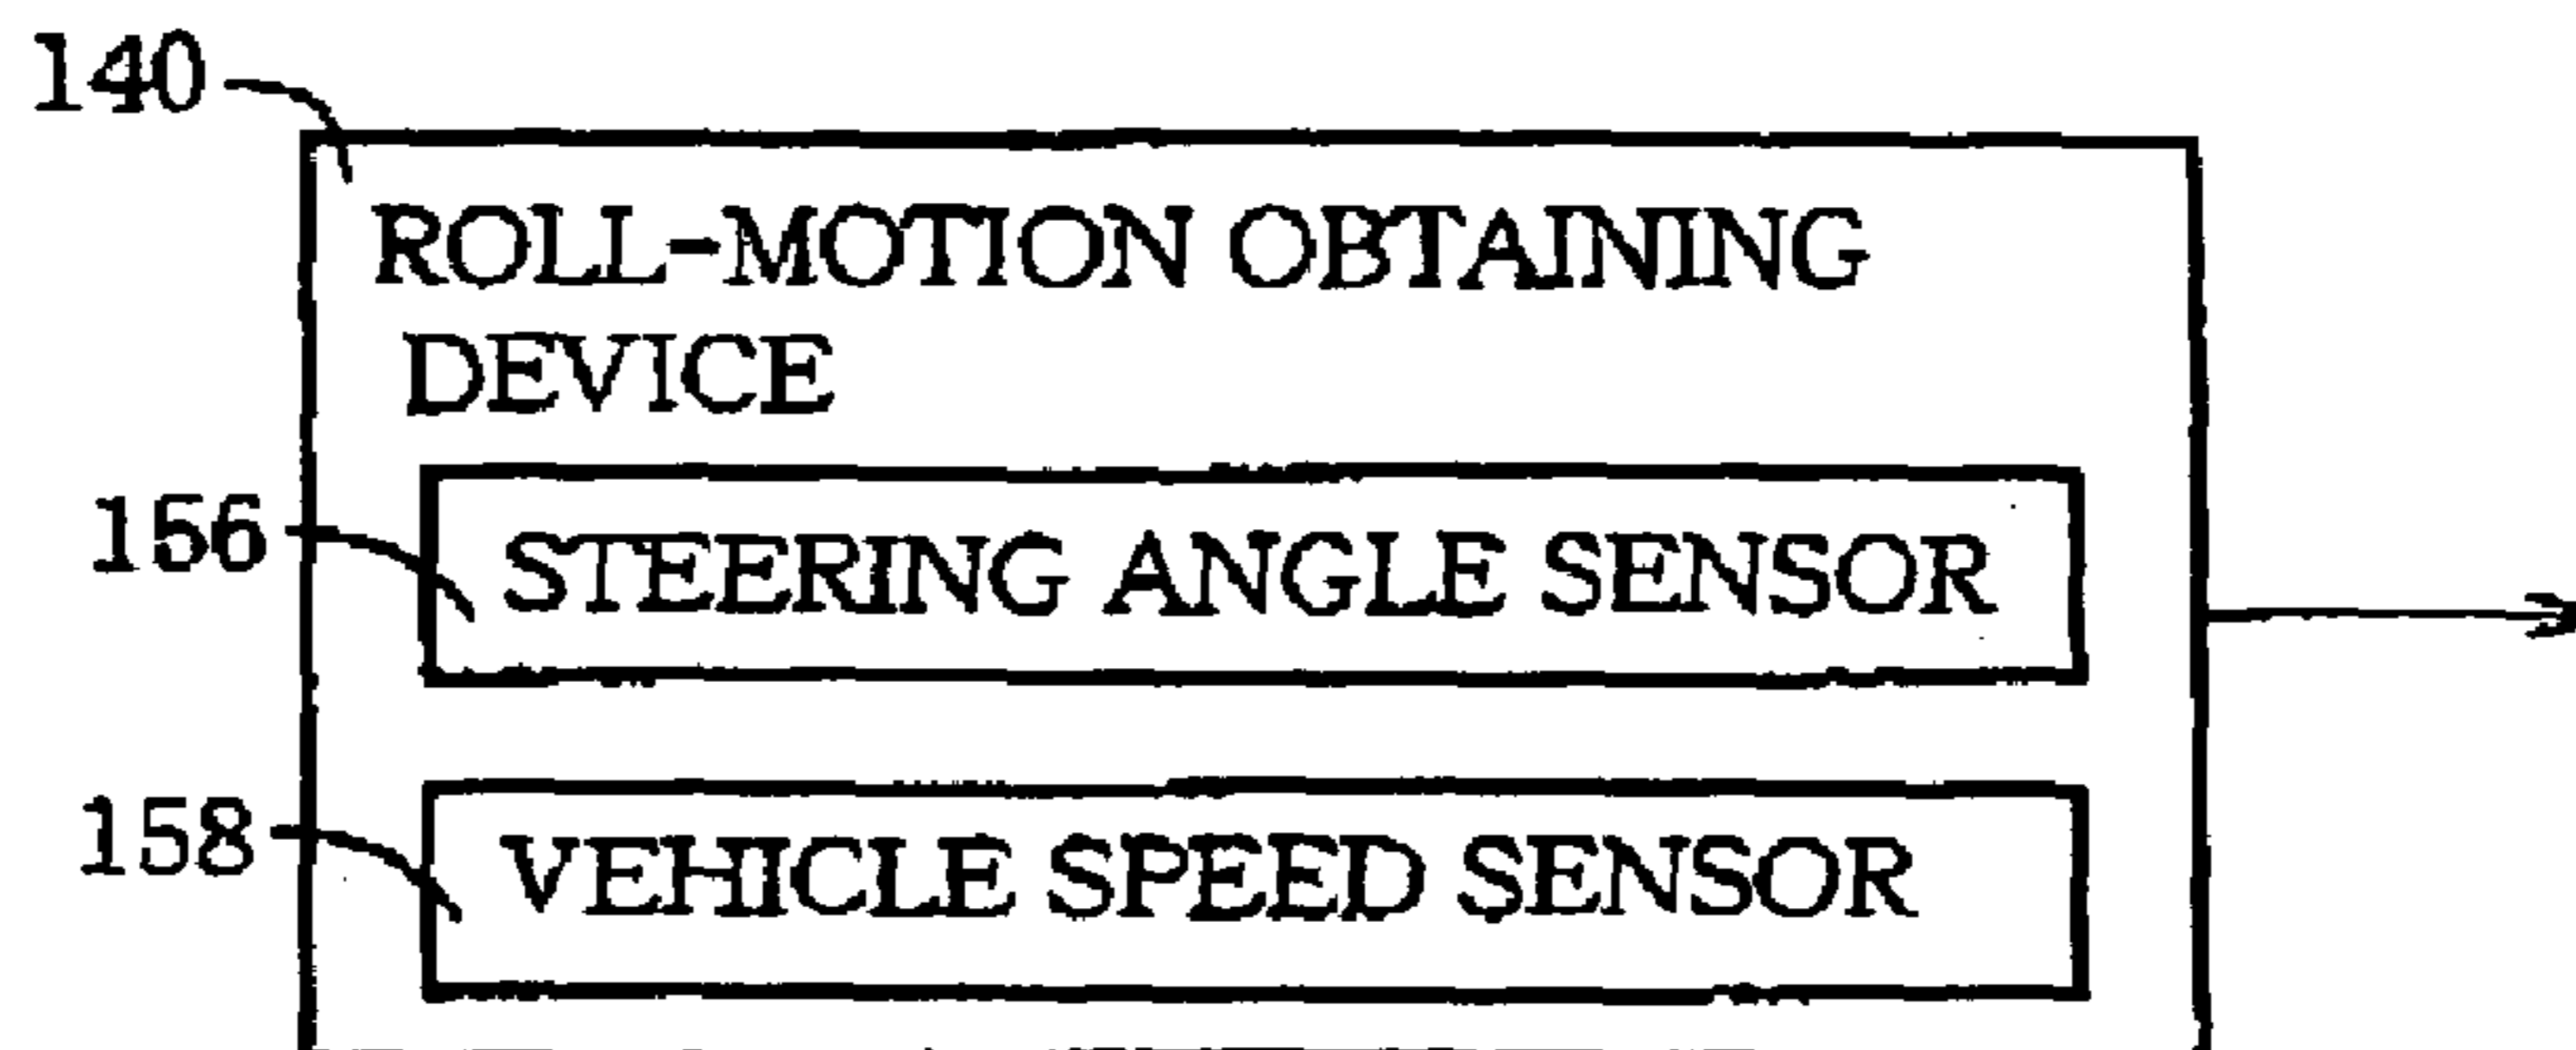 140
ROLL-MOTION OBTAINING
DEVICE
156
STEERING ANGLE SENSOR
158
VEHICLE SPEED SENSOR